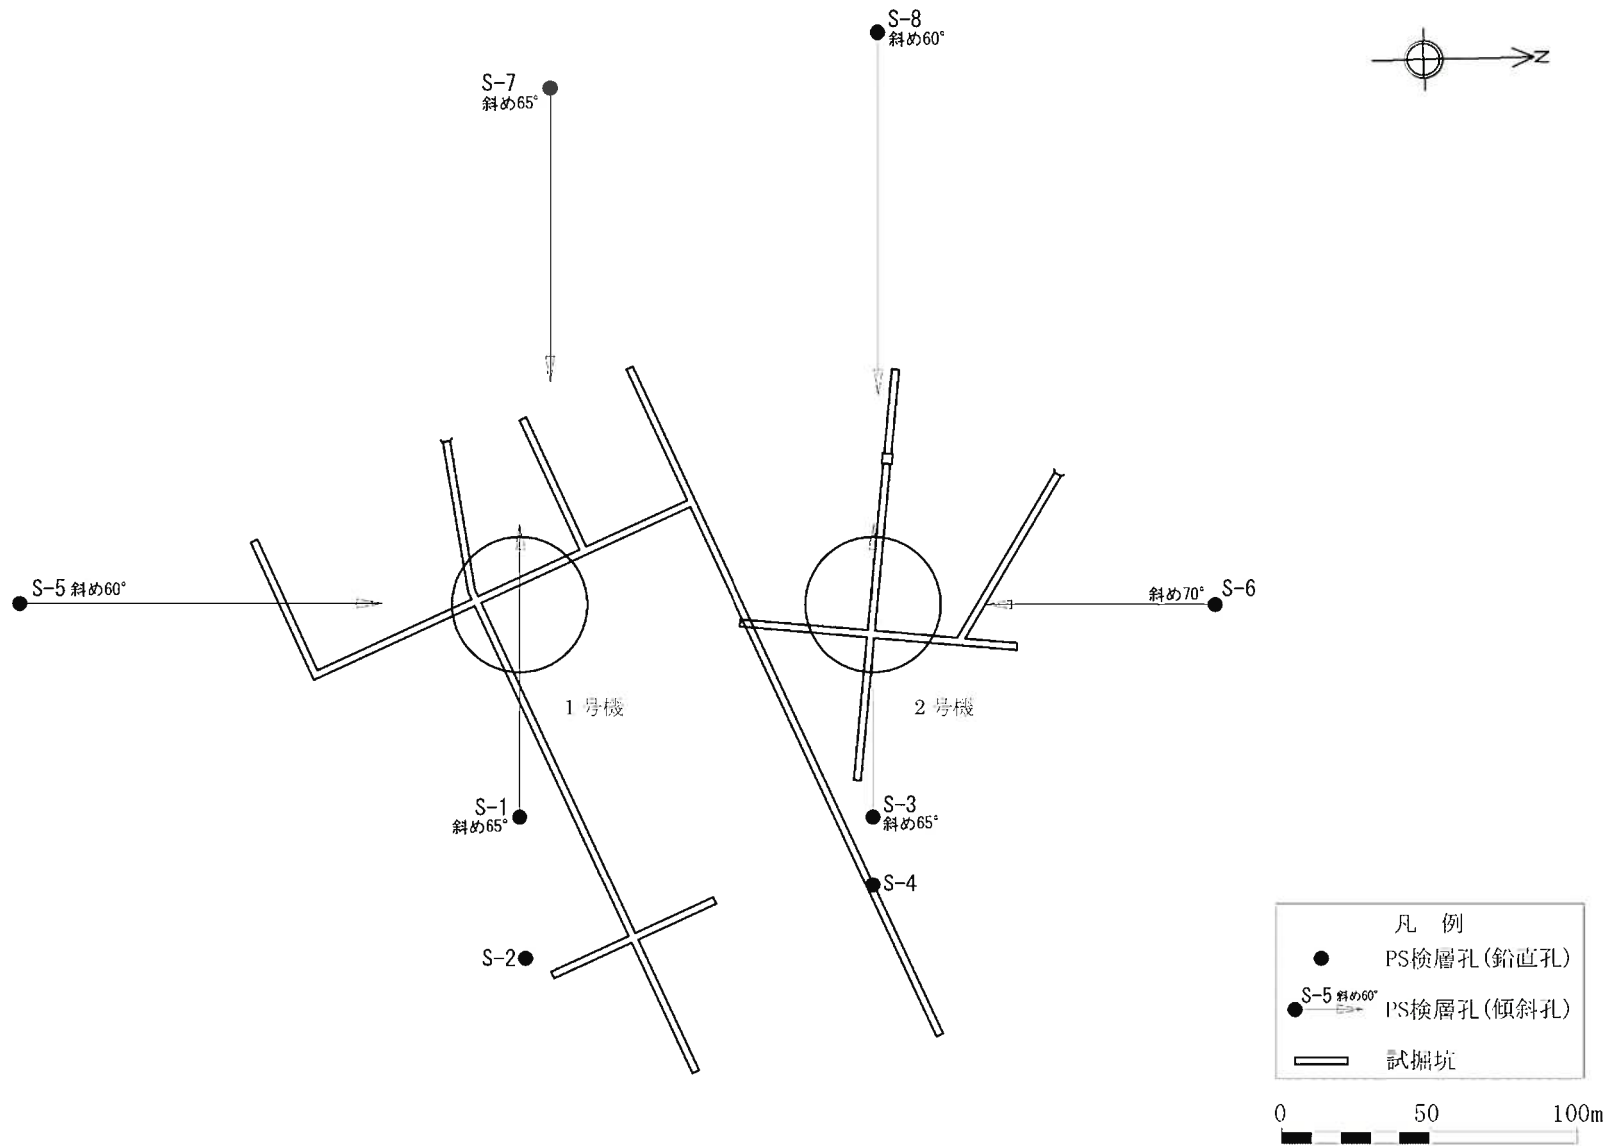 S-8
斜め60°
N
S-7
斜め65°
S-5 斜め60°
斜め70° S-6
1 号機
2 号機
S-1
斜め65°
S-3
斜め65°
S-4
S-2
凡 例
PS検層孔(鉛直孔)
S-5 斜め60° PS検層孔(傾斜孔)
試掘坑
0 50 100m